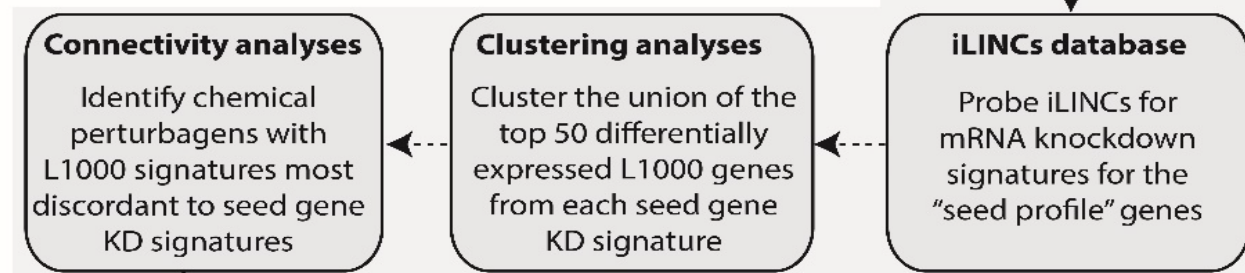 Connectivity analyses
Identify chemical
perturbagens with
L1000 signatures most
discordant to seed gene
KD signatures
Clustering analyses
Cluster the union of the
top 50 differentially
expressed L1000 genes
from each seed gene
KD signature
iLINCs database
Probe iLINCs for
mRNA knockdown
signatures for the
“seed profile” genes